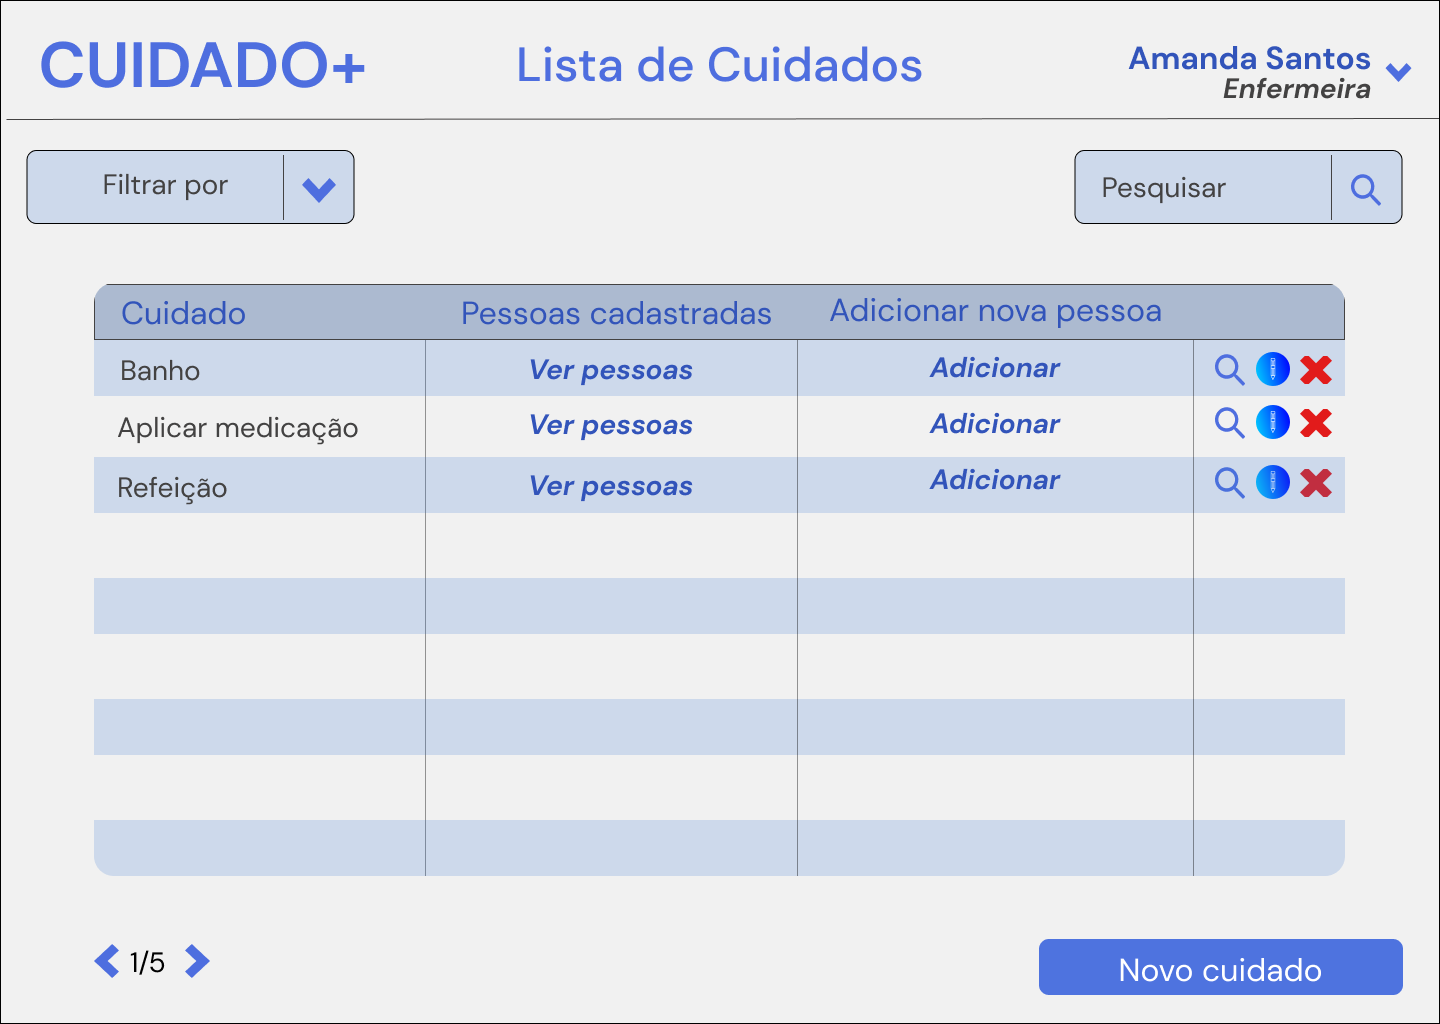 CUIDADO+
Lista de Cuidados
Amanda Santos
Enfermeira
Filtrar por
Pesquisar
Cuidado Pessoas cadastradas Adicionar nova pessoa
Banho Ver pessoas Adicionar
Aplicar medicação Ver pessoas Adicionar
Refeição Ver pessoas Adicionar
1/5
Novo cuidado